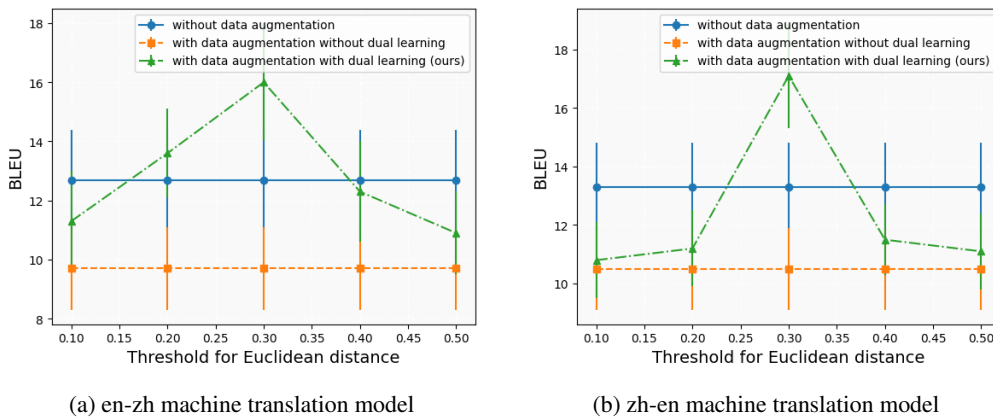 without data augmentation
with data augmentation without dual learning
with data augmentation with dual learning (ours)
18
16
14
12
10
8
BLEU
0.10 0.15 0.20 0.25 0.30 0.35 0.40 0.45 0.50
Threshold for Euclidean distance
(a) en-zh machine translation model
without data augmentation
with data augmentation without dual learning
with data augmentation with dual learning (ours)
18
16
14
12
10
BLEU
0.10 0.15 0.20 0.25 0.30 0.35 0.40 0.45 0.50
Threshold for Euclidean distance
(b) zh-en machine translation model